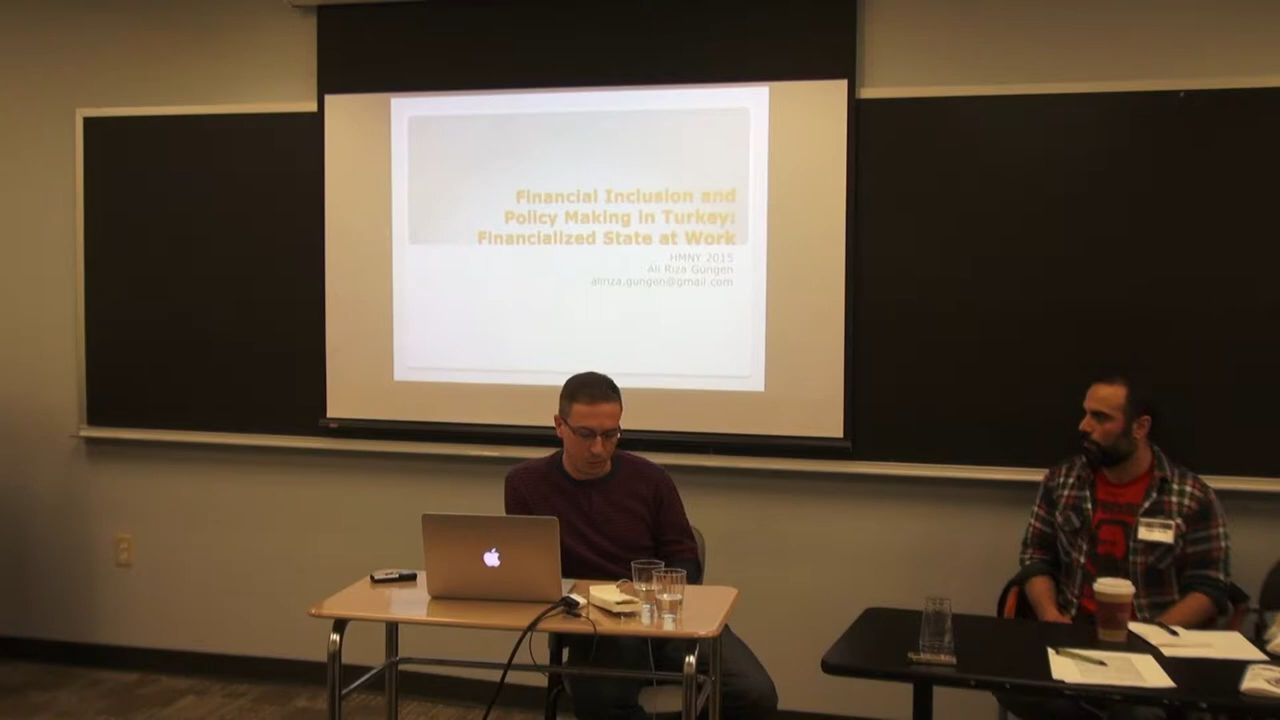 Financial Inclusion and
Policy Making in Turkey:
Financialized State at Work
HMNY 2015
Ali Rıza Güngen
aliriza.gungen@gmail.com